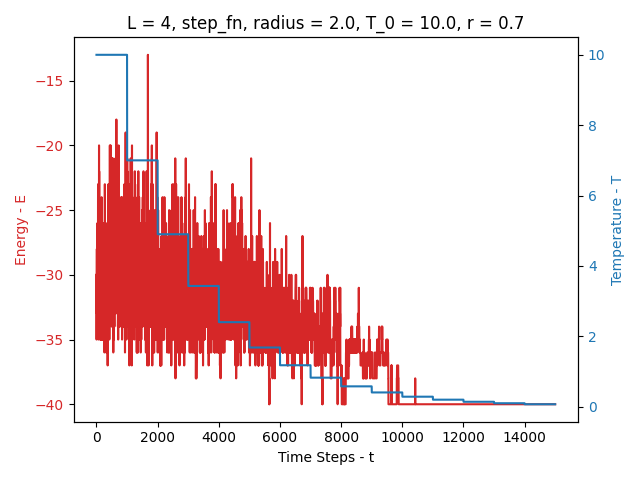 L = 4, step_fn, radius = 2.0, T_0 = 10.0, r = 0.7
Energy - E
−15
−20
−25
−30
−35
−40
10
8
6
4
2
0
Temperature - T
0 2000 4000 6000 8000 10000 12000 14000
Time Steps - t